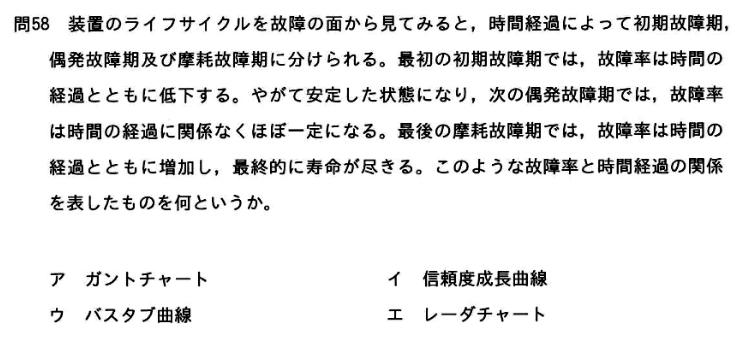 問58 装置のライフサイクルを故障の面から見てみると，時間経過によって初期故障期，
偶発故障期及び摩耗故障期に分けられる。最初の初期故障期では，故障率は時間の
経過とともに低下する。やがて安定した状態になり，次の偶発故障期では，故障率
は時間の経過に関係なくほぼ一定になる。最後の摩耗故障期では，故障率は時間の
経過とともに増加し，最終的に寿命が尽きる。このような故障率と時間経過の関係
を表したものを何というか。
ア ガントチャート イ 信頼度成長曲線
ウ バスタブ曲線 エ レーダチャート